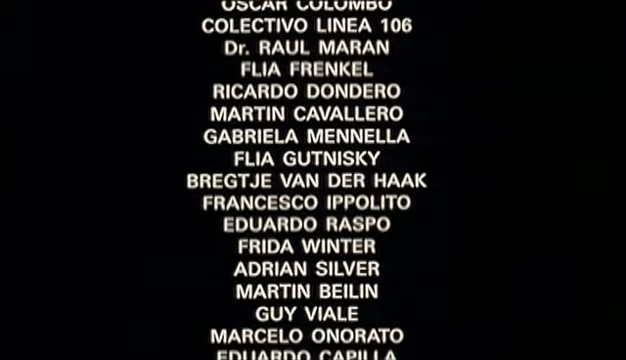 OSCAR COLOMBO
COLECTIVO LINEA 106
Dr. RAUL MARAN
FLIA FRENKEL
RICARDO DONDERO
MARTIN CAVALLERO
GABRIELA MENNELLA
FLIA GUTNISKY
BREGTJE VAN DER HAAK
FRANCESCO IPPOLITO
EDUARDO RASPO
FRIDA WINTER
ADRIAN SILVER
MARTIN BEILIN
GUY VIALE
MARCELO ONORATO
EDUARDO CAPILLA